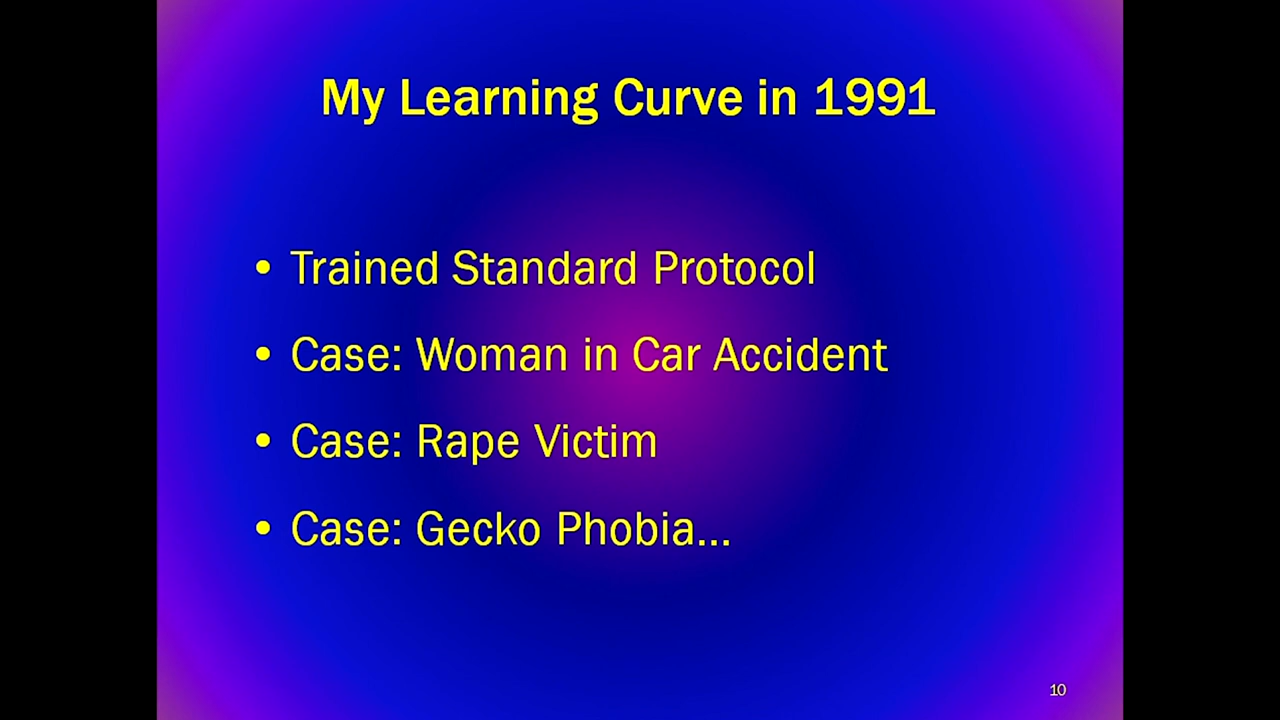 My Learning Curve in 1991
• Trained Standard Protocol
• Case: Woman in Car Accident
• Case: Rape Victim
• Case: Gecko Phobia...
10